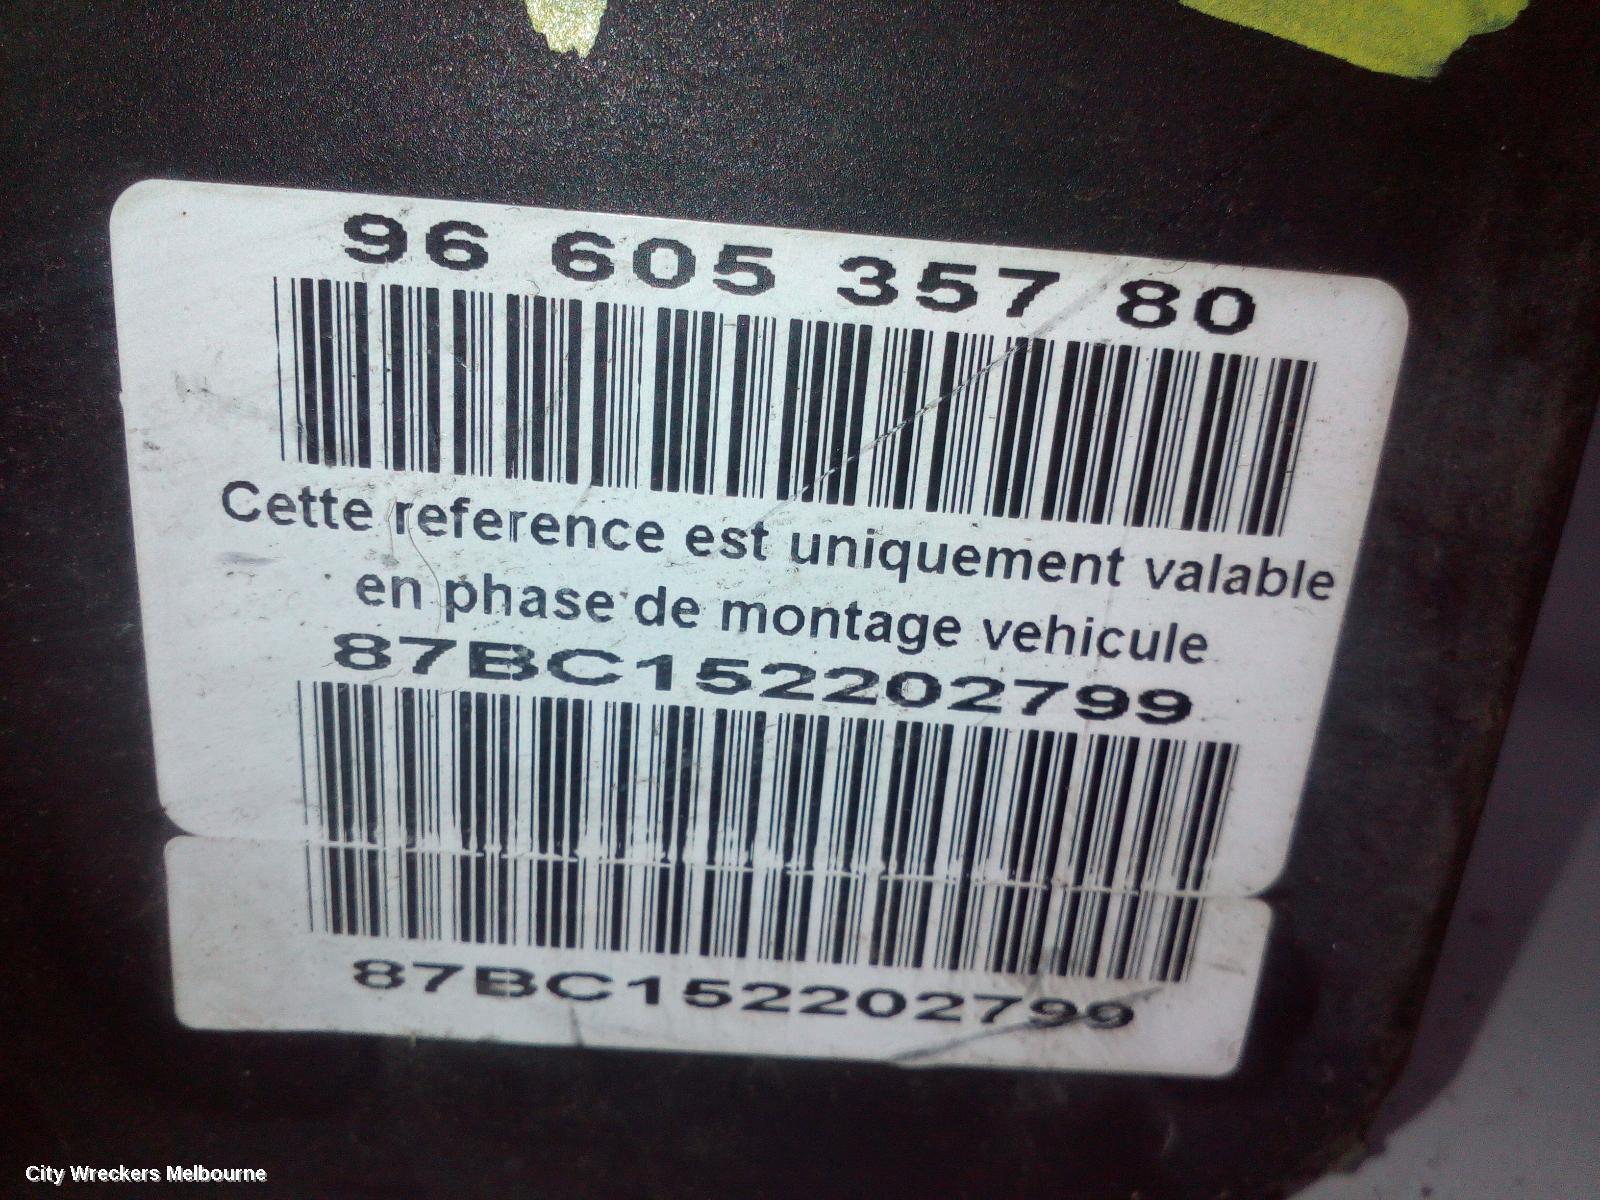 96 605 357 80
Cette reference est uniquement valable
en phase de montage vehicule
87BC152202799
87BC152202799
City Wreckers Melbourne